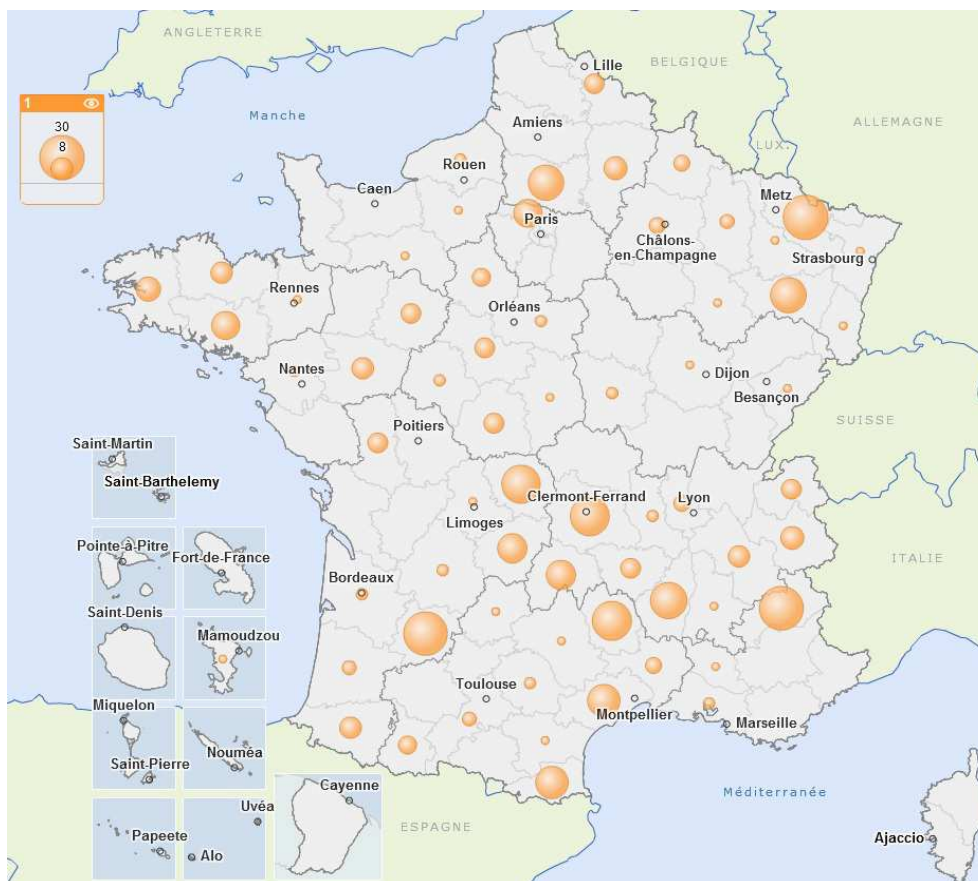 ANGLETERRE
BELGIQUE
ALLEMAGNE
LUX.
Manche
1
30
8
Lille
Amiens
Rouen
Caen
Paris
Metz
Châlons-
en-Champagne
Strasbourg
Rennes
Orléans
Nantes
Dijon
Besançon
SUISSE
Poitiers
Saint-Martin
Saint-Barthelemy
Clermont-Ferrand
Lyon
Limoges
Pointe-à-Pitre
Fort-de-France
ITALIE
Bordeaux
Saint-Denis
Mamoudzou
Toulouse
Montpellier
Marseille
Miquelon
Saint-Pierre
Nouméa
Cayenne
Méditerranée
Uvéa
ESPAGNE
Papeete
Alo
Ajaccio